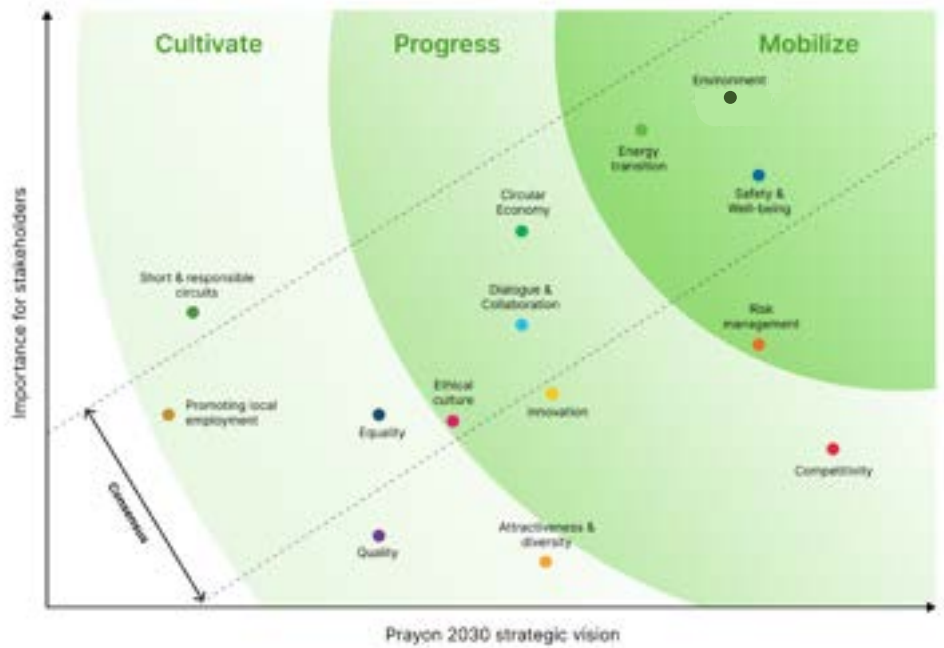 Cultivate
Progress
Mobilize
Environment
Energy
transition
Safety &
Well-being
Circular
Economy
Short & responsible
circuits
Dialogue &
Collaboration
Risk
management
Ethical
culture
Promoting local
employment
Innovation
Equality
Competitivity
Consensus
Attractiveness &
diversity
Quality
Importance for stakeholders
Prayon 2030 strategic vision